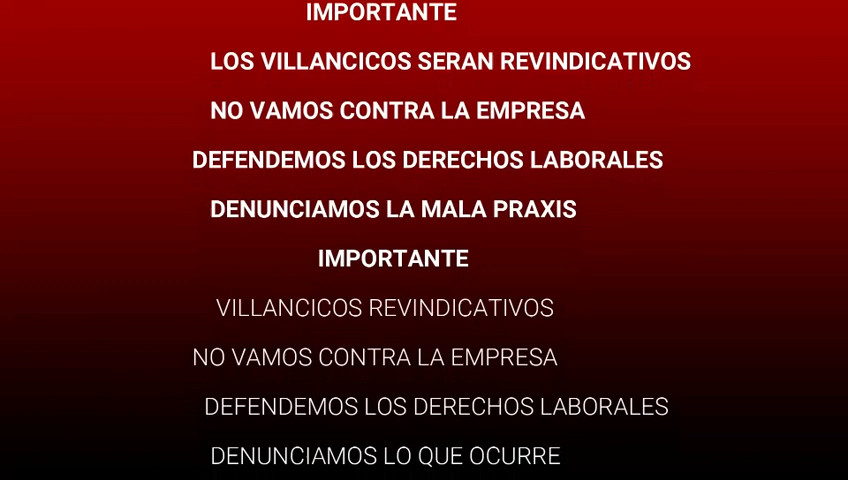 IMPORTANTE
LOS VILLANCICOS SERAN REVINDICATIVOS
NO VAMOS CONTRA LA EMPRESA
DEFENDEMOS LOS DERECHOS LABORALES
DENUNCIAMOS LA MALA PRAXIS
IMPORTANTE
VILLANCICOS REVINDICATIVOS
NO VAMOS CONTRA LA EMPRESA
DEFENDEMOS LOS DERECHOS LABORALES
DENUNCIAMOS LO QUE OCURRE